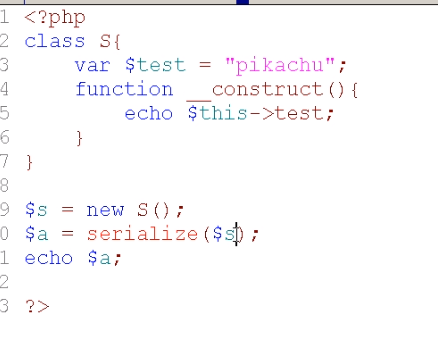 1 <?php
2 class S{
3     var $test = "pikachu";
4     function __construct(){
5         echo $this->test;
6     }
7 }
8
9 $s = new S();
0 $a = serialize($s);
1 echo $a;
2
3 ?>